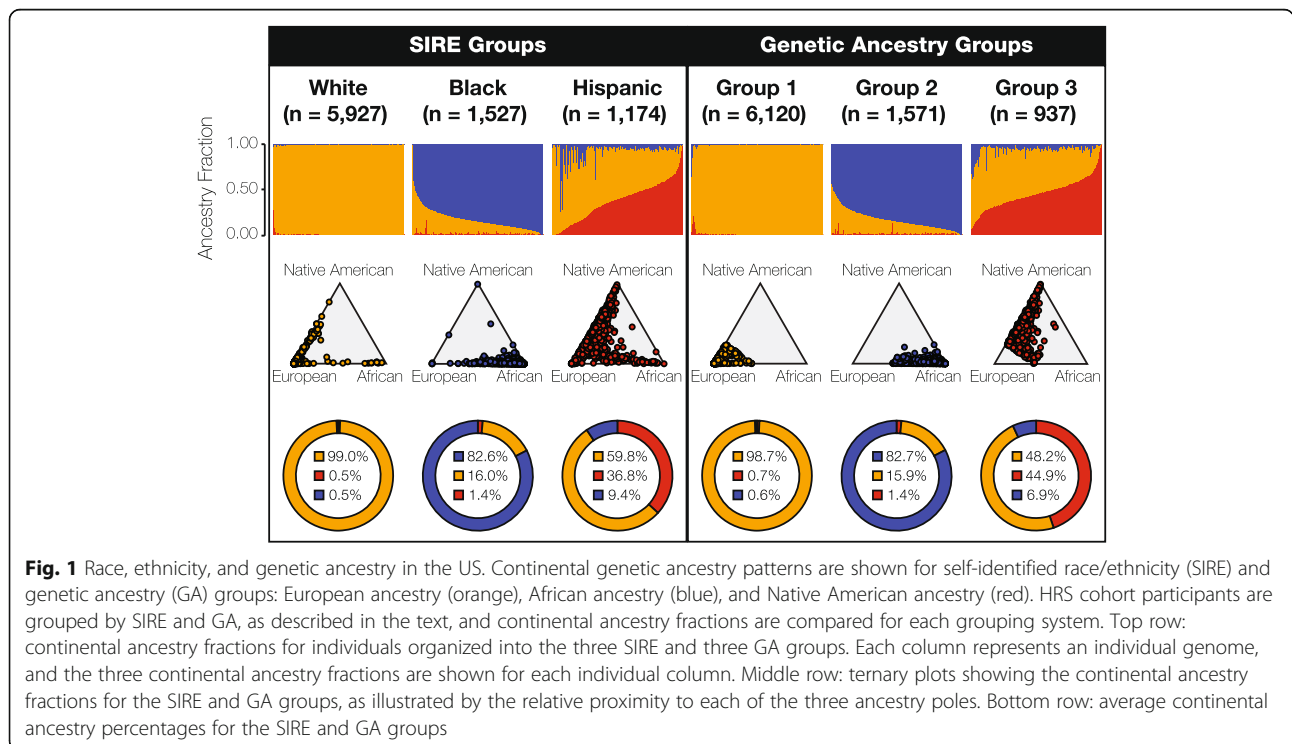 SIRE Groups
Genetic Ancestry Groups
White
(n = 5,927)
Black
(n = 1,527)
Hispanic
(n = 1,174)
Group 1
(n = 6,120)
Group 2
(n = 1,571)
Group 3
(n = 937)
Ancestry Fraction
1.00
0.50
0.00
Native American
European African
Native American
European African
Native American
European African
Native American
European African
Native American
European African
Native American
European African
99.0%
0.5%
0.5%
82.6%
16.0%
1.4%
59.8%
36.8%
9.4%
98.7%
0.7%
0.6%
82.7%
15.9%
1.4%
48.2%
44.9%
6.9%
Fig. 1 Race, ethnicity, and genetic ancestry in the US. Continental genetic ancestry patterns are shown for self-identified race/ethnicity (SIRE) and
genetic ancestry (GA) groups: European ancestry (orange), African ancestry (blue), and Native American ancestry (red). HRS cohort participants are
grouped by SIRE and GA, as described in the text, and continental ancestry fractions are compared for each grouping system. Top row:
continental ancestry fractions for individuals organized into the three SIRE and three GA groups. Each column represents an individual genome,
and the three continental ancestry fractions are shown for each individual column. Middle row: ternary plots showing the continental ancestry
fractions for the SIRE and GA groups, as illustrated by the relative proximity to each of the three ancestry poles. Bottom row: average continental
ancestry percentages for the SIRE and GA groups